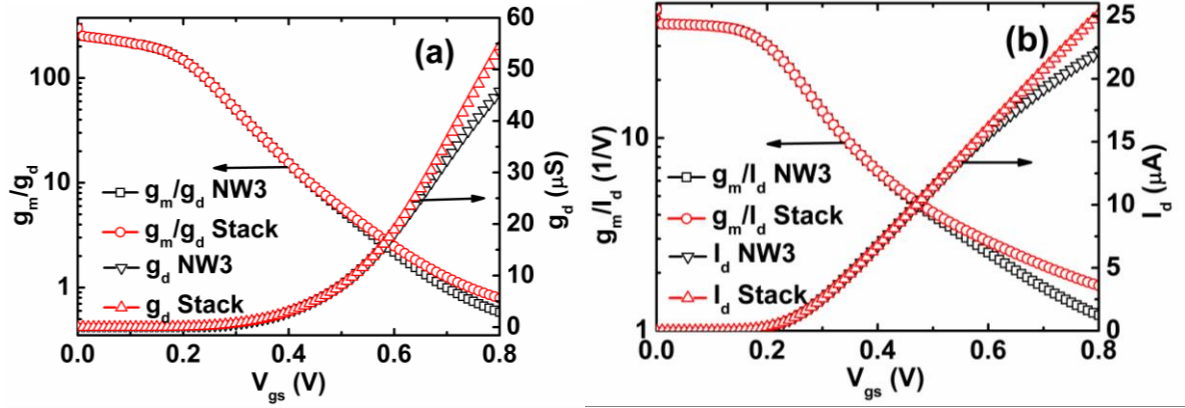 (a)
100
10
1
g_m/g_d
60
50
40
30
20
10
0
g_d (μS)
g_m/g_d NW3
g_m/g_d Stack
g_d NW3
g_d Stack
0.0 0.2 0.4 0.6 0.8
V_gs (V)
(b)
10
1
g_m/I_d (1/V)
25
20
15
10
5
0
I_d (μA)
g_m/I_d NW3
g_m/I_d Stack
I_d NW3
I_d Stack
0.0 0.2 0.4 0.6 0.8
V_gs (V)